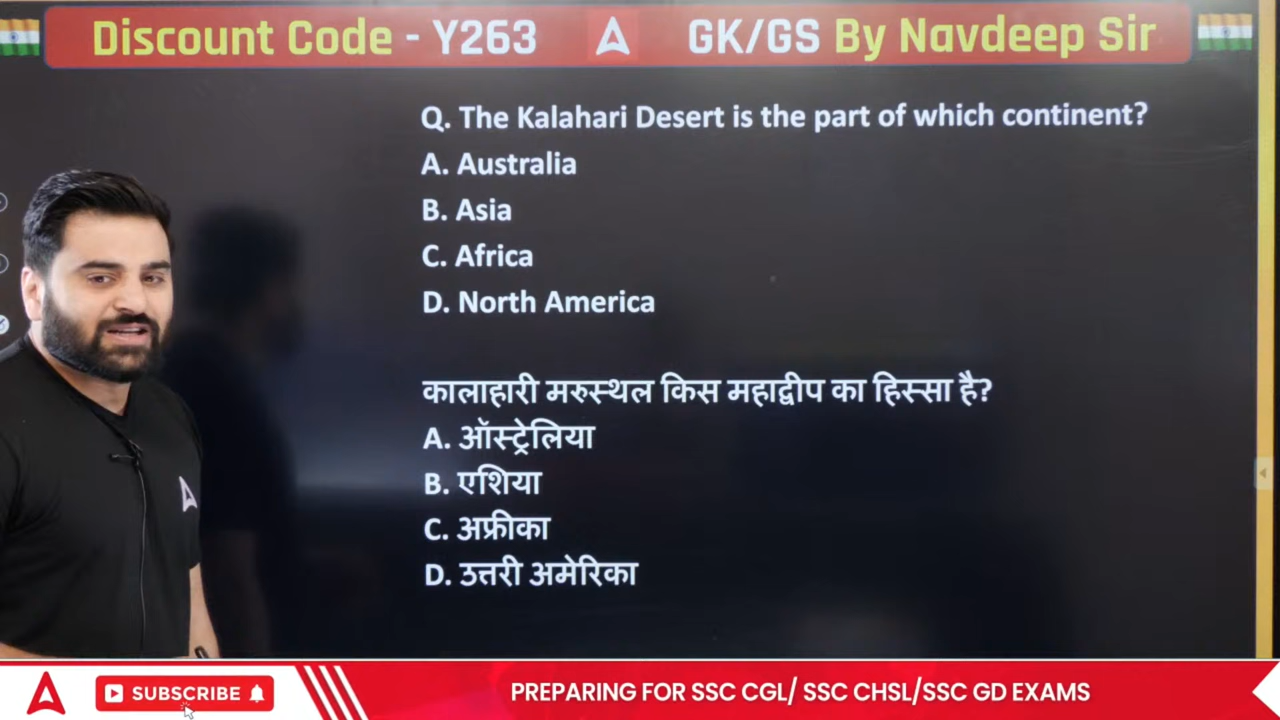 Discount Code - Y263 GK/GS By Navdeep Sir
Q. The Kalahari Desert is the part of which continent?
A. Australia
B. Asia
C. Africa
D. North America
कालाहारी मरुस्थल किस महाद्वीप का हिस्सा है?
A. ऑस्ट्रेलिया
B. एशिया
C. अफ्रीका
D. उत्तरी अमेरिका
SUBSCRIBE
PREPARING FOR SSC CGL/ SSC CHSL/SSC GD EXAMS